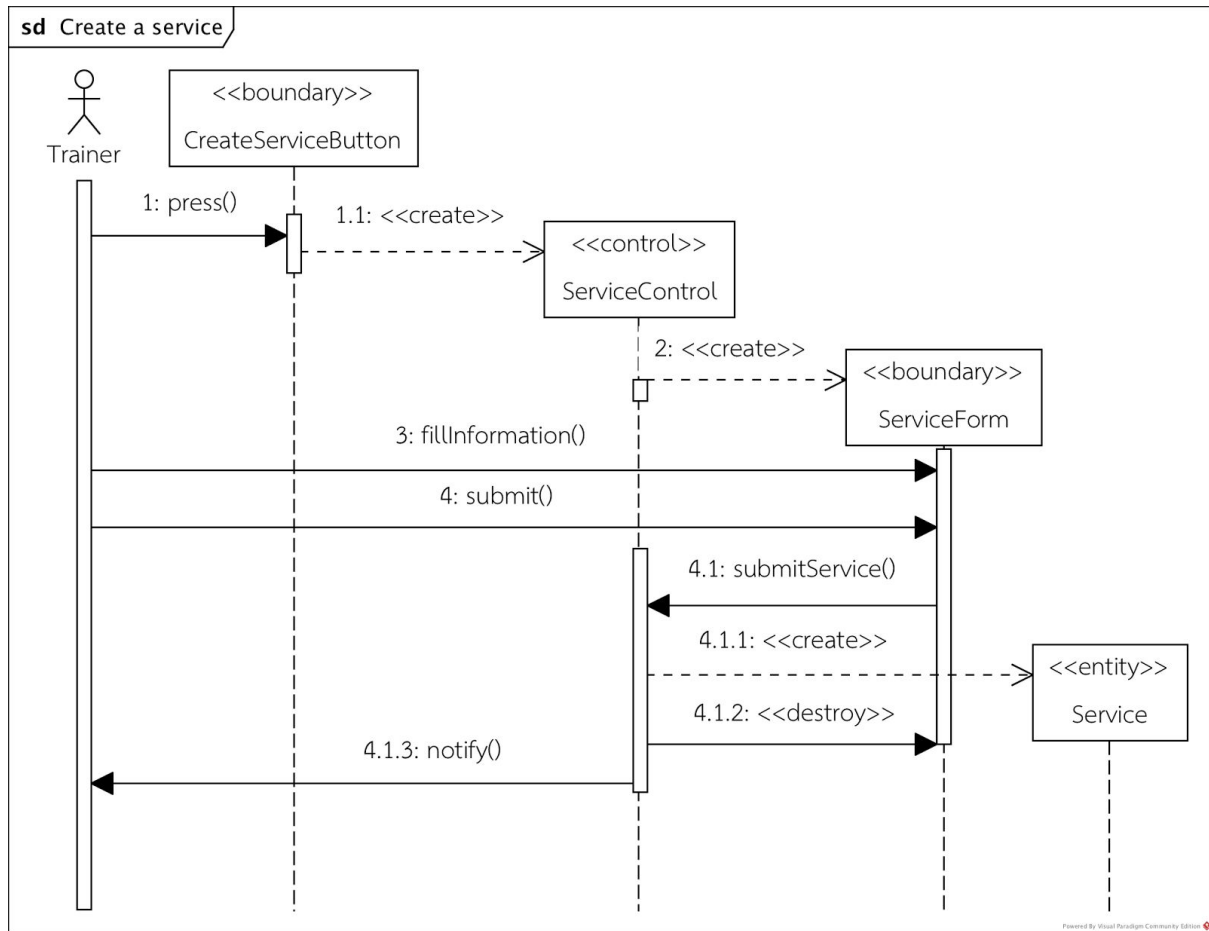 sd Create a service
<<boundary>>
CreateServiceButton
Trainer
1: press()
1.1: <<create>>
<<control>>
ServiceControl
2: <<create>>
<<boundary>>
ServiceForm
3: fillInformation()
4: submit()
4.1: submitService()
4.1.1: <<create>>
<<entity>>
Service
4.1.2: <<destroy>>
4.1.3: notify()
Powered By Visual Paradigm Community Edition